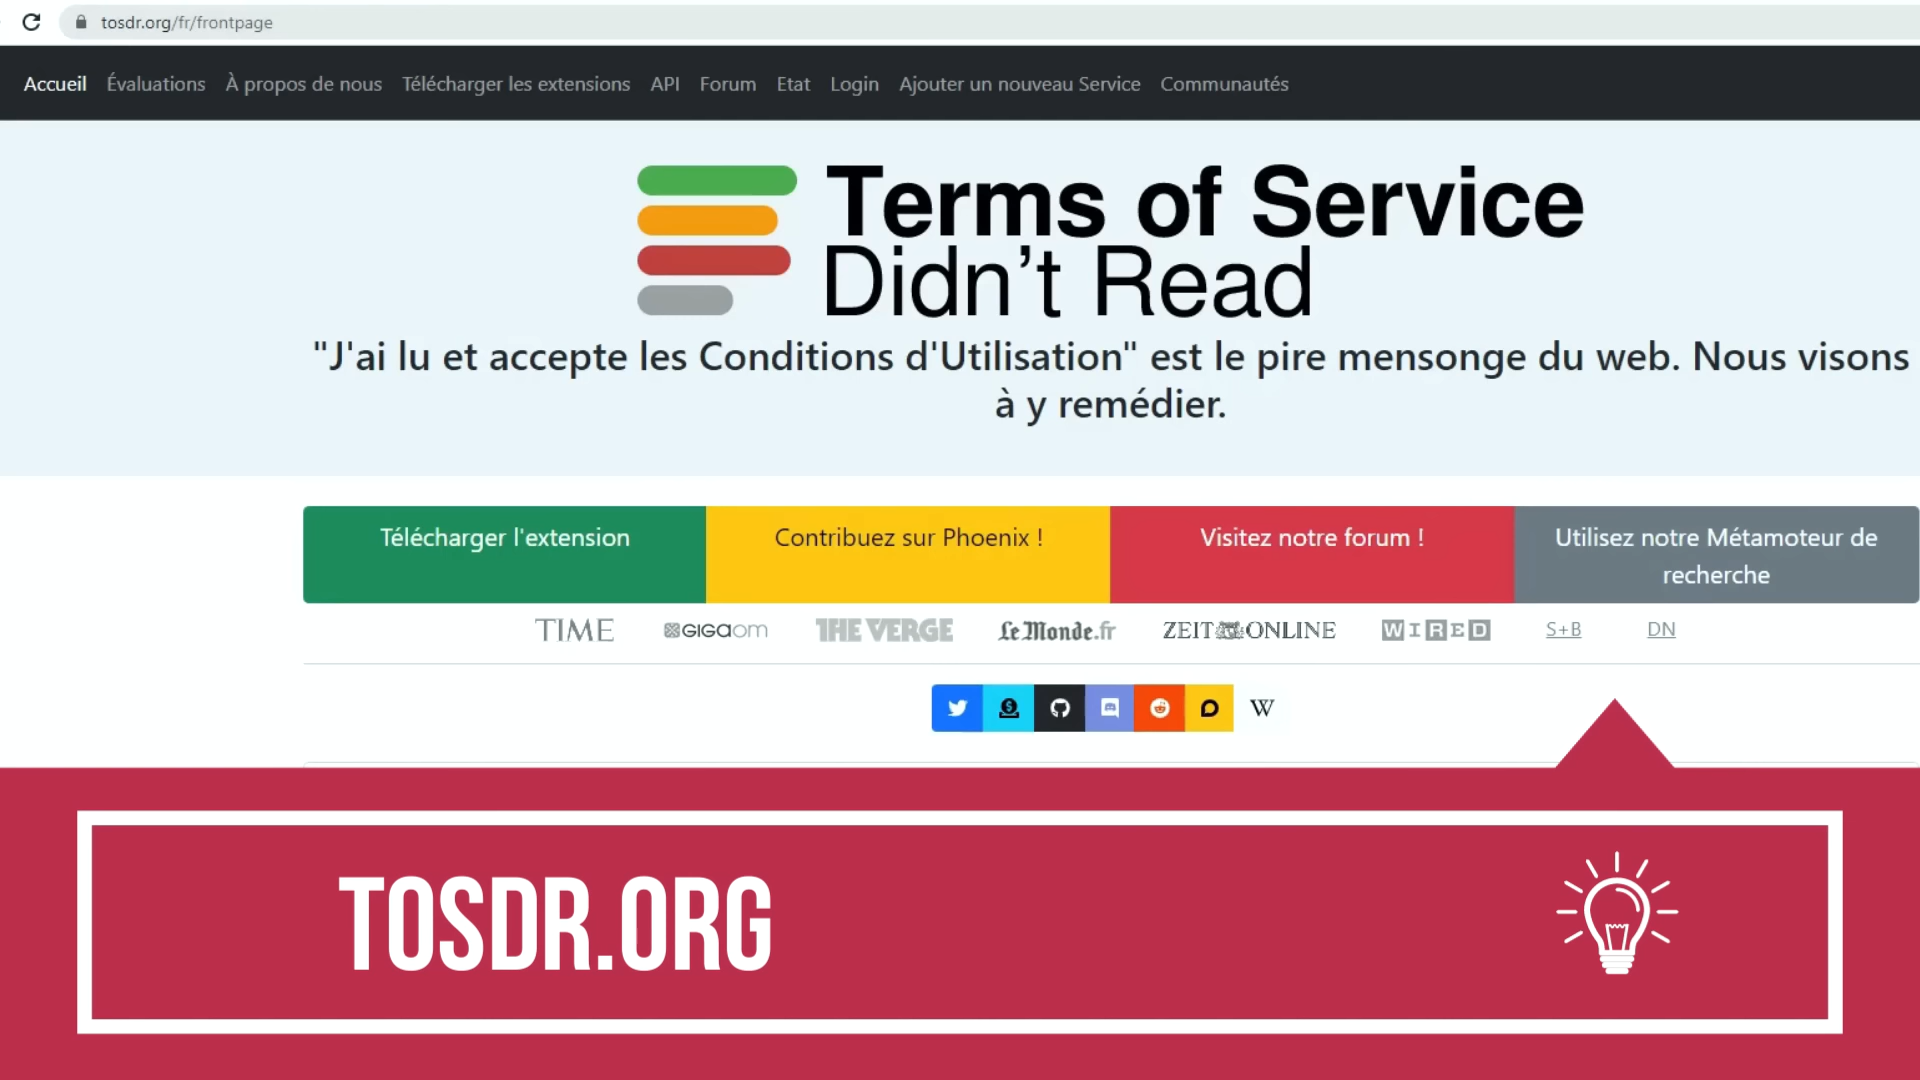 tosdr.org/fr/frontpage
Accueil Évaluations À propos de nous Télécharger les extensions API Forum Etat Login Ajouter un nouveau Service Communautés
Terms of Service
Didn't Read
"J'ai lu et accepte les Conditions d'Utilisation" est le pire mensonge du web. Nous visons
à y remédier.
Télécharger l'extension
Contribuez sur Phoenix !
Visitez notre forum !
Utilisez notre Métamoteur de
recherche
TIME GIGAOM THE VERGE Le Monde.fr ZEIT ONLINE WIRED S+B DN
W
TOSDR.ORG